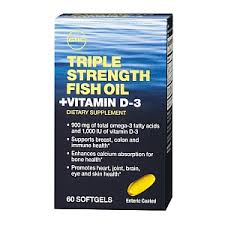 GNC
TRIPLE
STRENGTH
FISH OIL
+VITAMIN D-3
DIETARY SUPPLEMENT
• 900 mg of total omega-3 fatty acids
and 1,000 IU of vitamin D-3
• Supports breast, colon and
immune health*
• Enhances calcium absorption for
bone health*
• Promotes heart, joint, brain,
eye and skin health*
60 SOFTGELS
Enteric Coated